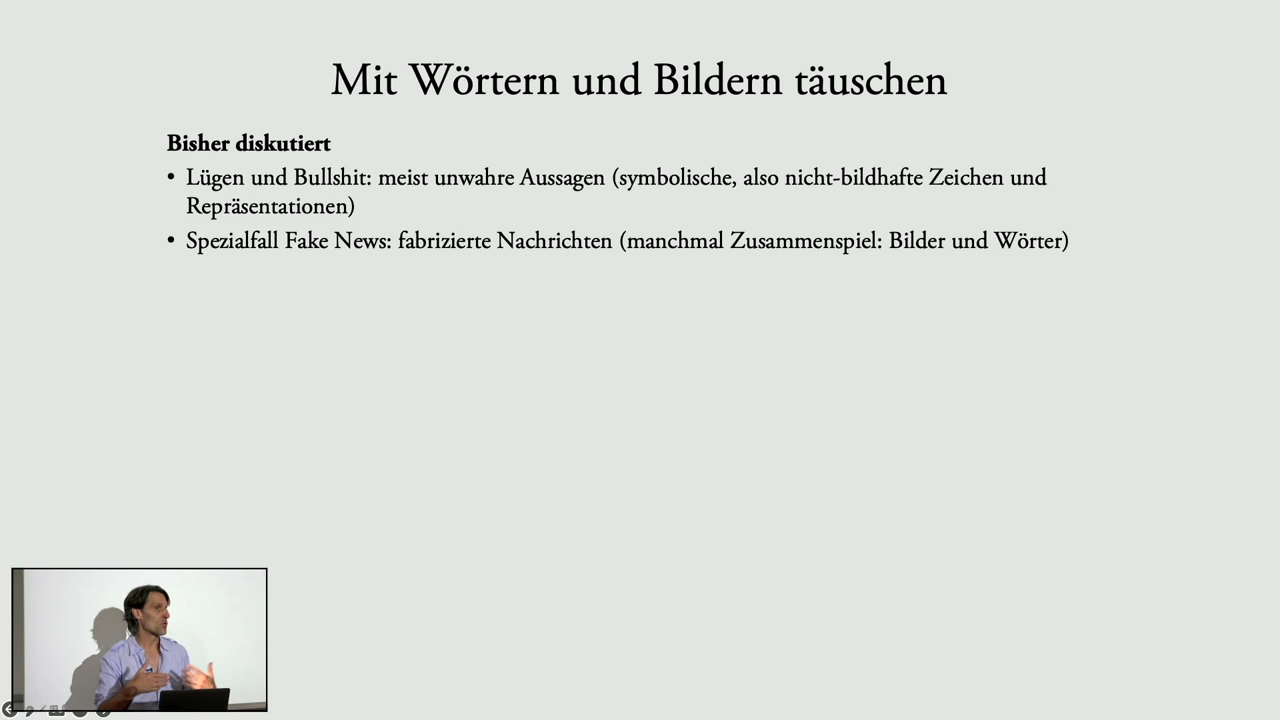 Mit Wörtern und Bildern täuschen
Bisher diskutiert
• Lügen und Bullshit: meist unwahre Aussagen (symbolische, also nicht-bildhafte Zeichen und
Repräsentationen)
• Spezialfall Fake News: fabrizierte Nachrichten (manchmal Zusammenspiel: Bilder und Wörter)